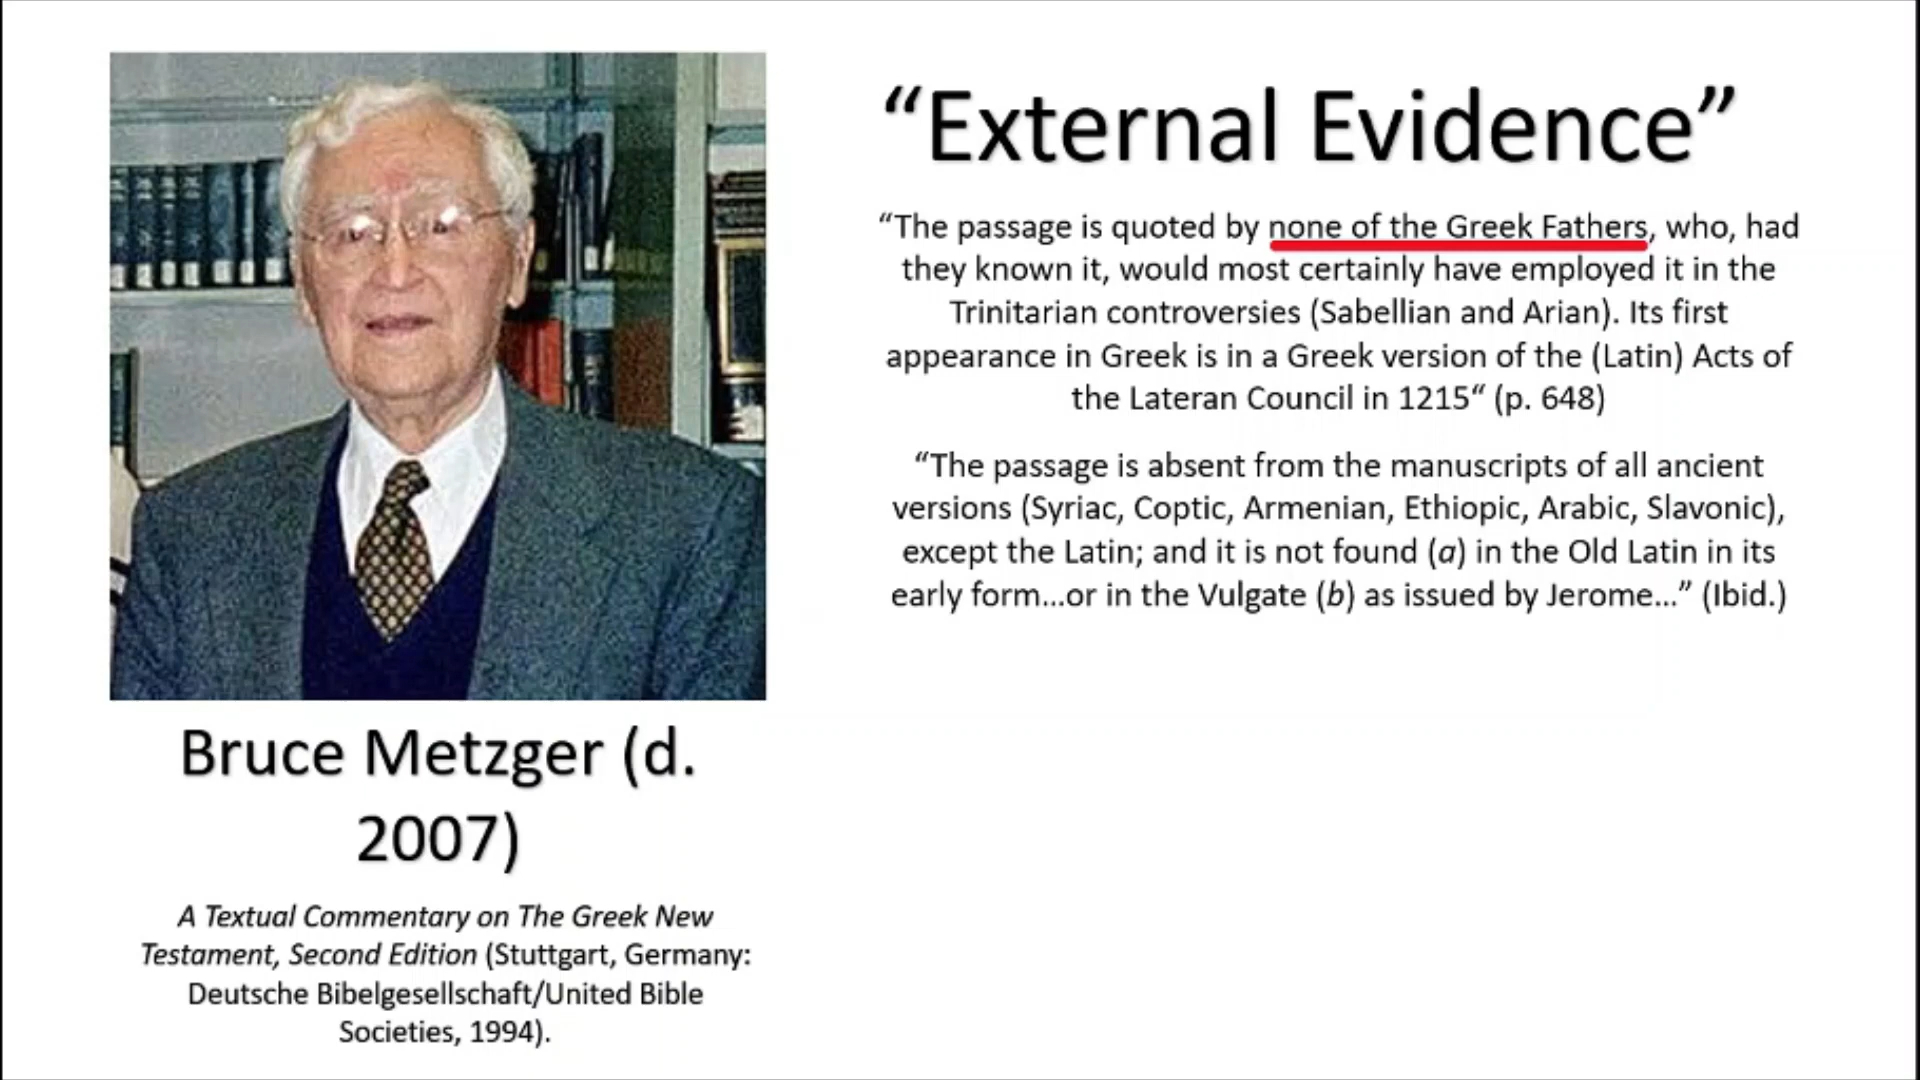 “External Evidence”
“The passage is quoted by none of the Greek Fathers, who, had
they known it, would most certainly have employed it in the
Trinitarian controversies (Sabellian and Arian). Its first
appearance in Greek is in a Greek version of the (Latin) Acts of
the Lateran Council in 1215“ (p. 648)
“The passage is absent from the manuscripts of all ancient
versions (Syriac, Coptic, Armenian, Ethiopic, Arabic, Slavonic),
except the Latin; and it is not found (a) in the Old Latin in its
early form...or in the Vulgate (b) as issued by Jerome...” (Ibid.)
Bruce Metzger (d.
2007)
A Textual Commentary on The Greek New
Testament, Second Edition (Stuttgart, Germany:
Deutsche Bibelgesellschaft/United Bible
Societies, 1994).